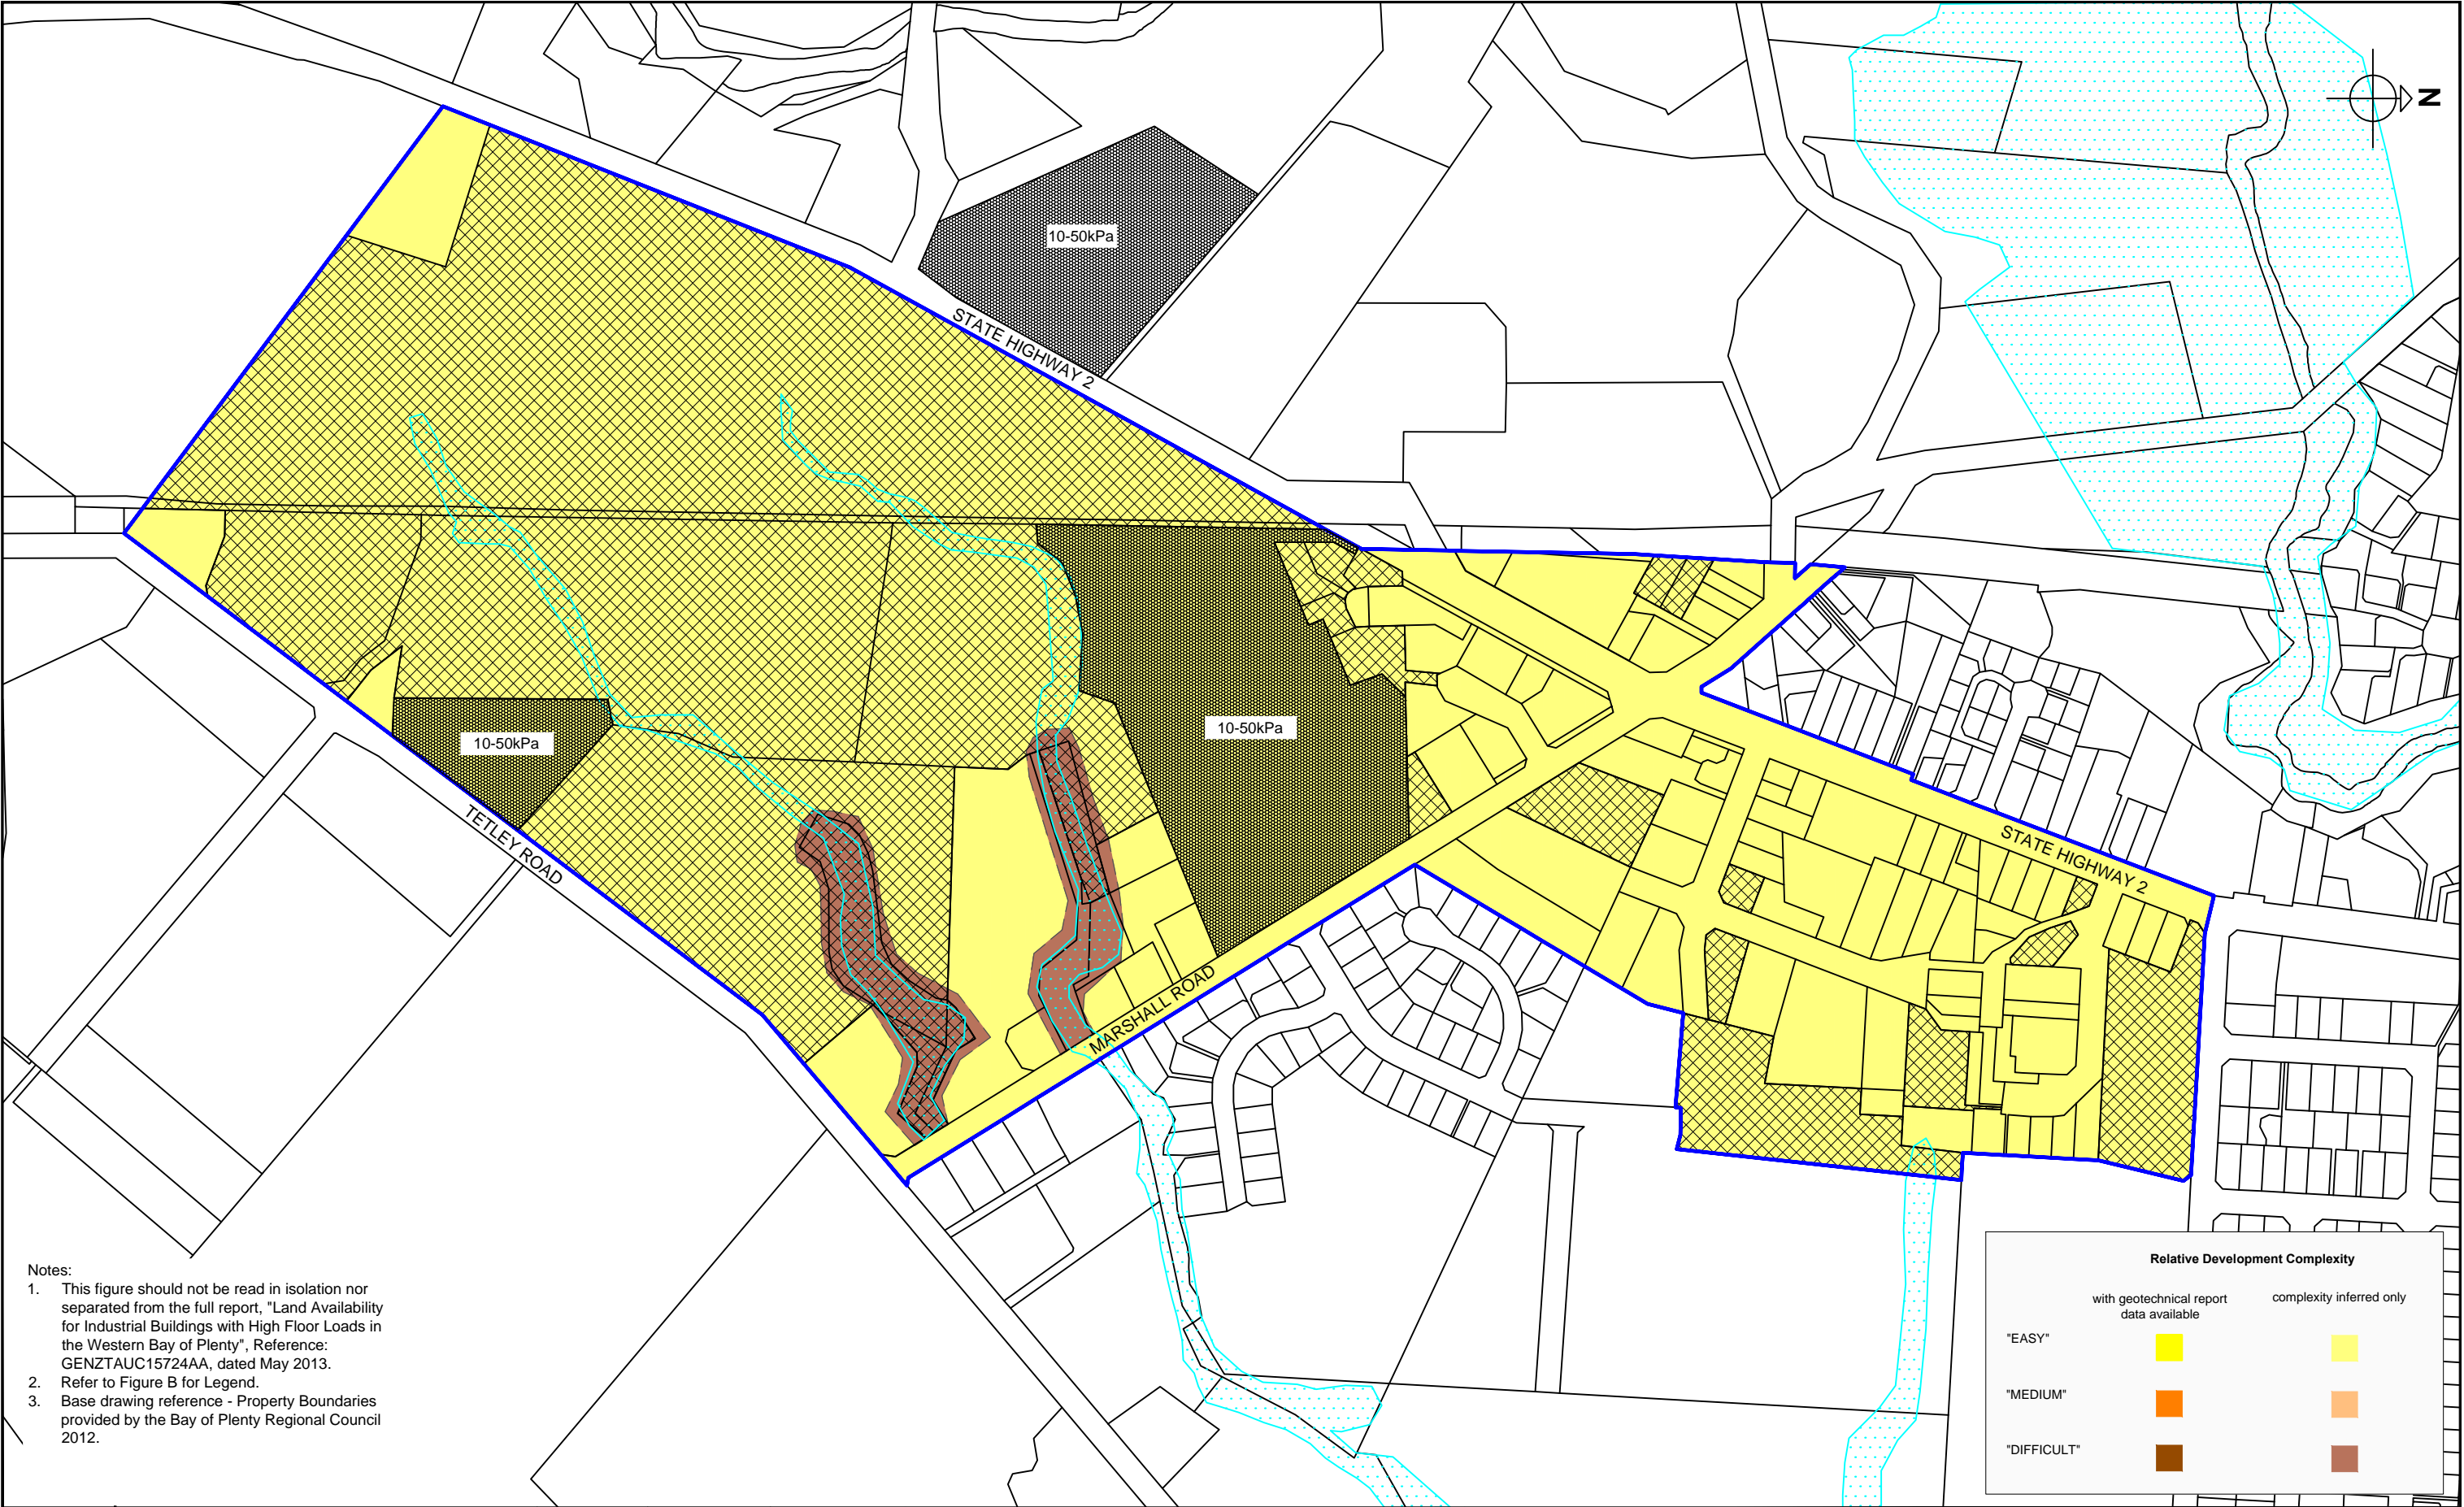 N
10-50kPa
STATE HIGHWAY 2
10-50kPa
10-50kPa
TETLEY ROAD
STATE HIGHWAY 2
MARSHALL ROAD
Notes:
1. This figure should not be read in isolation nor
separated from the full report, "Land Availability
for Industrial Buildings with High Floor Loads in
the Western Bay of Plenty", Reference:
GENZTAUC15724AA, dated May 2013.
2. Refer to Figure B for Legend.
3. Base drawing reference - Property Boundaries
provided by the Bay of Plenty Regional Council
2012.
Relative Development Complexity
with geotechnical report
data available
complexity inferred only
"EASY"
"MEDIUM"
"DIFFICULT"